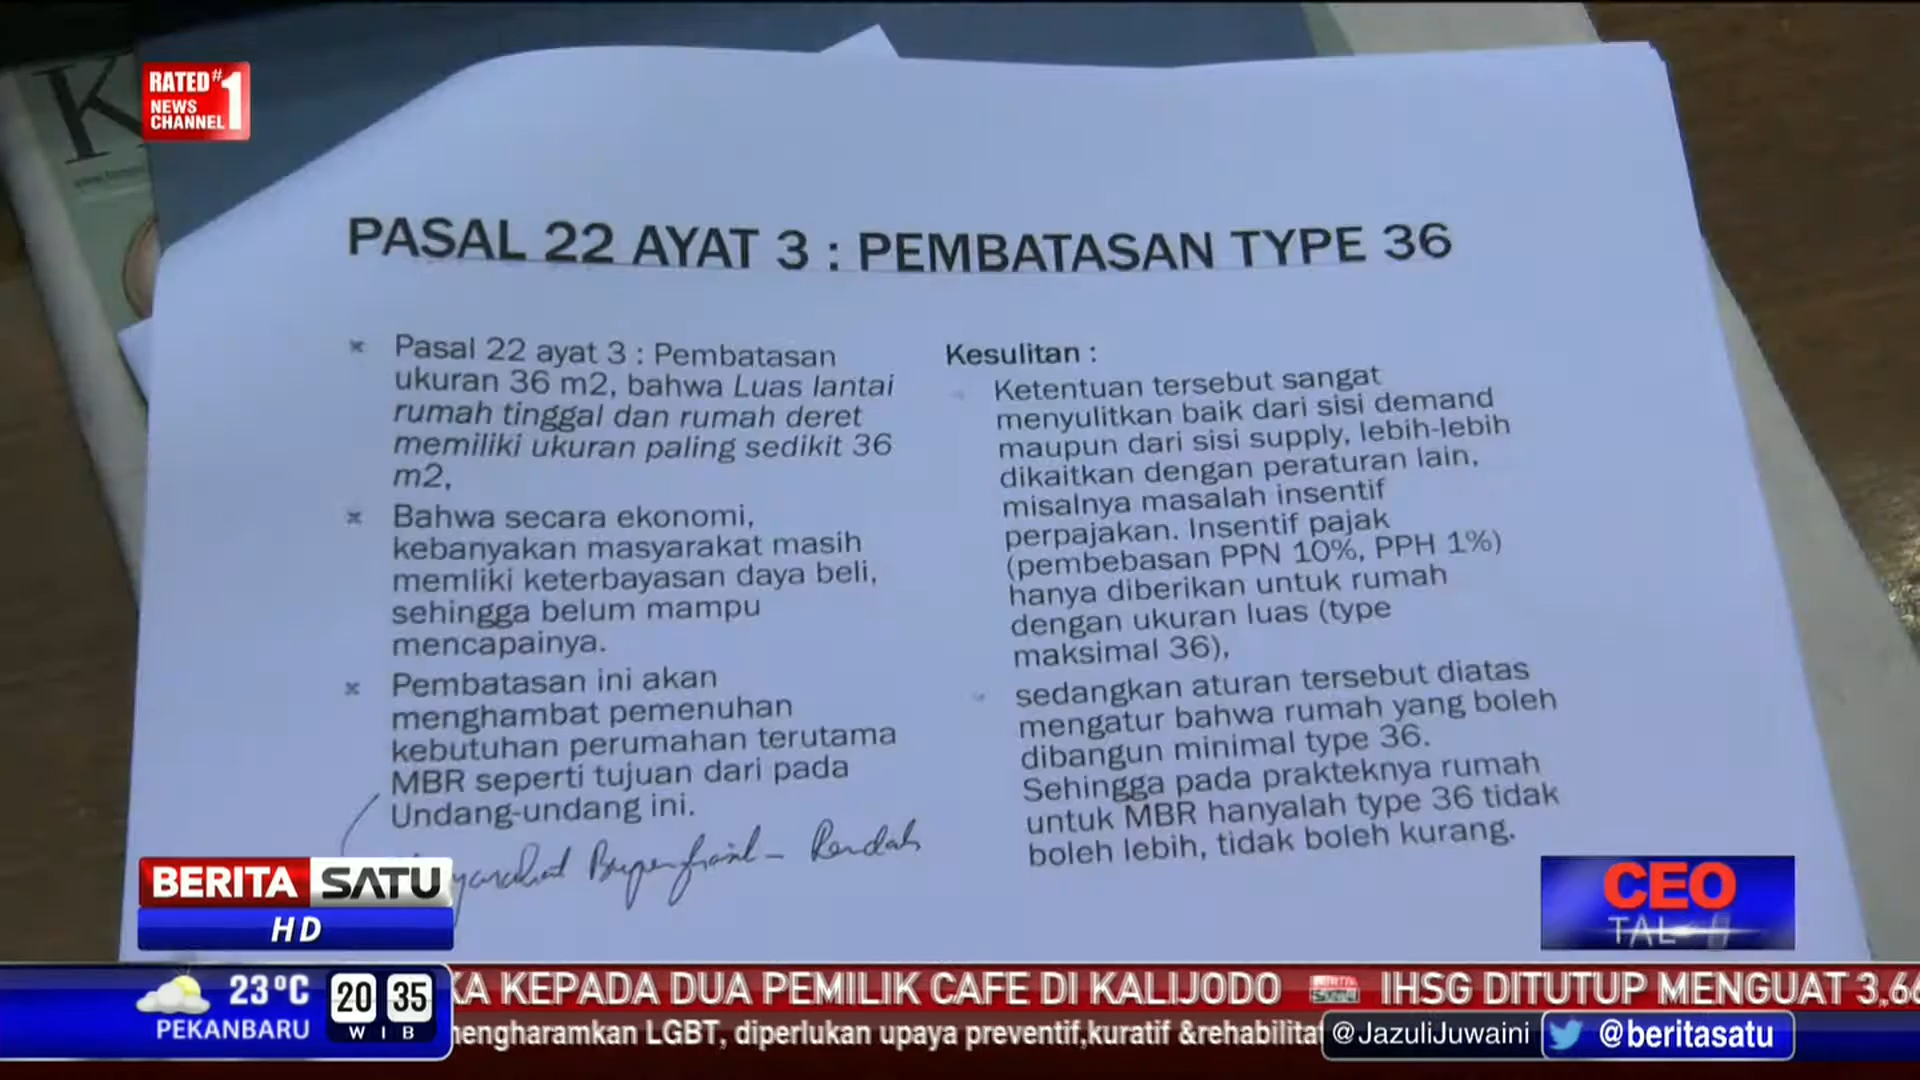 RATED #1
NEWS
CHANNEL
K
PASAL 22 AYAT 3 : PEMBATASAN TYPE 36
Pasal 22 ayat 3 : Pembatasan
ukuran 36 m2, bahwa Luas lantai
rumah tinggal dan rumah deret
memiliki ukuran paling sedikit 36
m2,
Bahwa secara ekonomi,
kebanyakan masyarakat masih
memliki keterbayasan daya beli,
sehingga belum mampu
mencapainya.
Pembatasan ini akan
menghambat pemenuhan
kebutuhan perumahan terutama
MBR seperti tujuan dari pada
Undang-undang ini.
Rendah
Kesulitan :
Ketentuan tersebut sangat
menyulitkan baik dari sisi demand
maupun dari sisi supply, lebih-lebih
dikaitkan dengan peraturan lain,
misalnya masalah insentif
perpajakan. Insentif pajak
(pembebasan PPN 10%, PPH 1%)
hanya diberikan untuk rumah
dengan ukuran luas (type
maksimal 36),
sedangkan aturan tersebut diatas
mengatur bahwa rumah yang boleh
dibangun minimal type 36.
Sehingga pada prakteknya rumah
untuk MBR hanyalah type 36 tidak
boleh lebih, tidak boleh kurang.
BERITA SATU
HD
CEO
TAL
23°C
PEKANBARU
20 35
WIB
KA KEPADA DUA PEMILIK CAFE DI KALIJODO BERITA SATU IHSG DITUTUP MENGUAT 3,66
mengharamkan LGBT, diperlukan upaya preventif,kuratif &rehabilitat @JazuliJuwaini @beritasatu